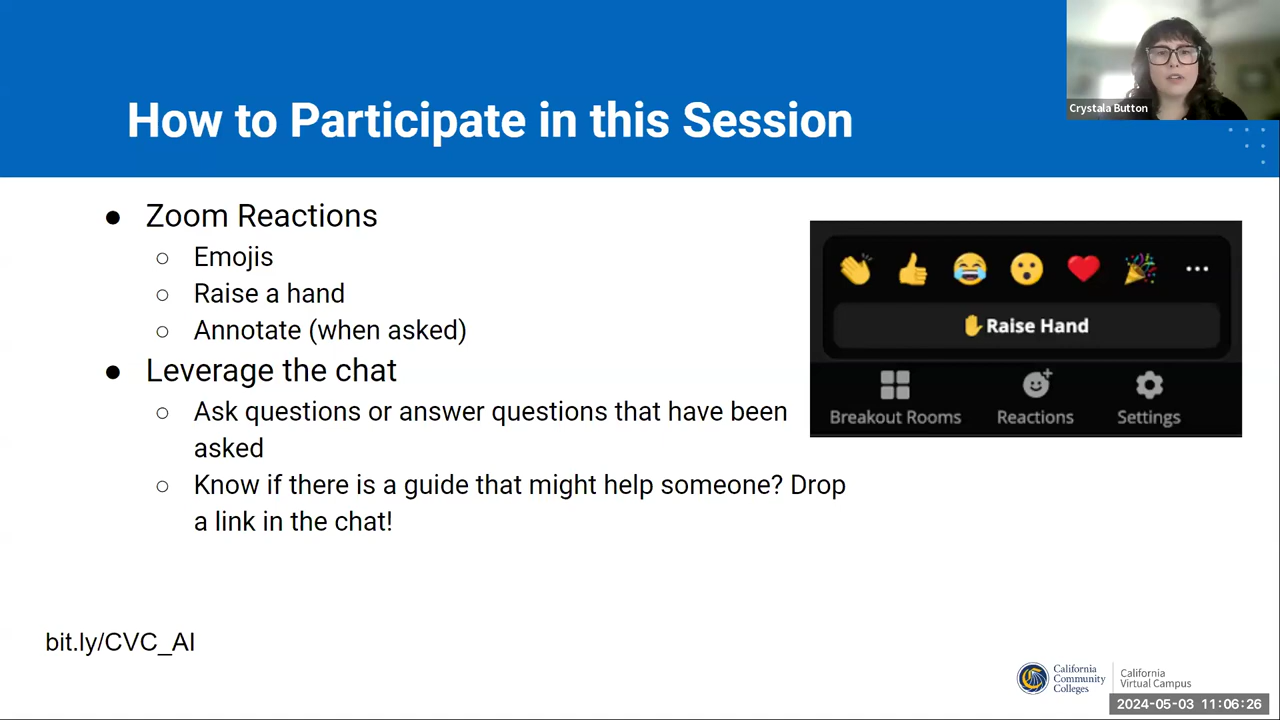 How to Participate in this Session
Crystala Button
Zoom Reactions
Emojis
Raise a hand
Annotate (when asked)
Leverage the chat
Ask questions or answer questions that have been
asked
Know if there is a guide that might help someone? Drop
a link in the chat!
Raise Hand
Breakout Rooms
Reactions
Settings
bit.ly/CVC_AI
California
Community
Colleges
California
Virtual Campus
2024-05-03 11:06:26